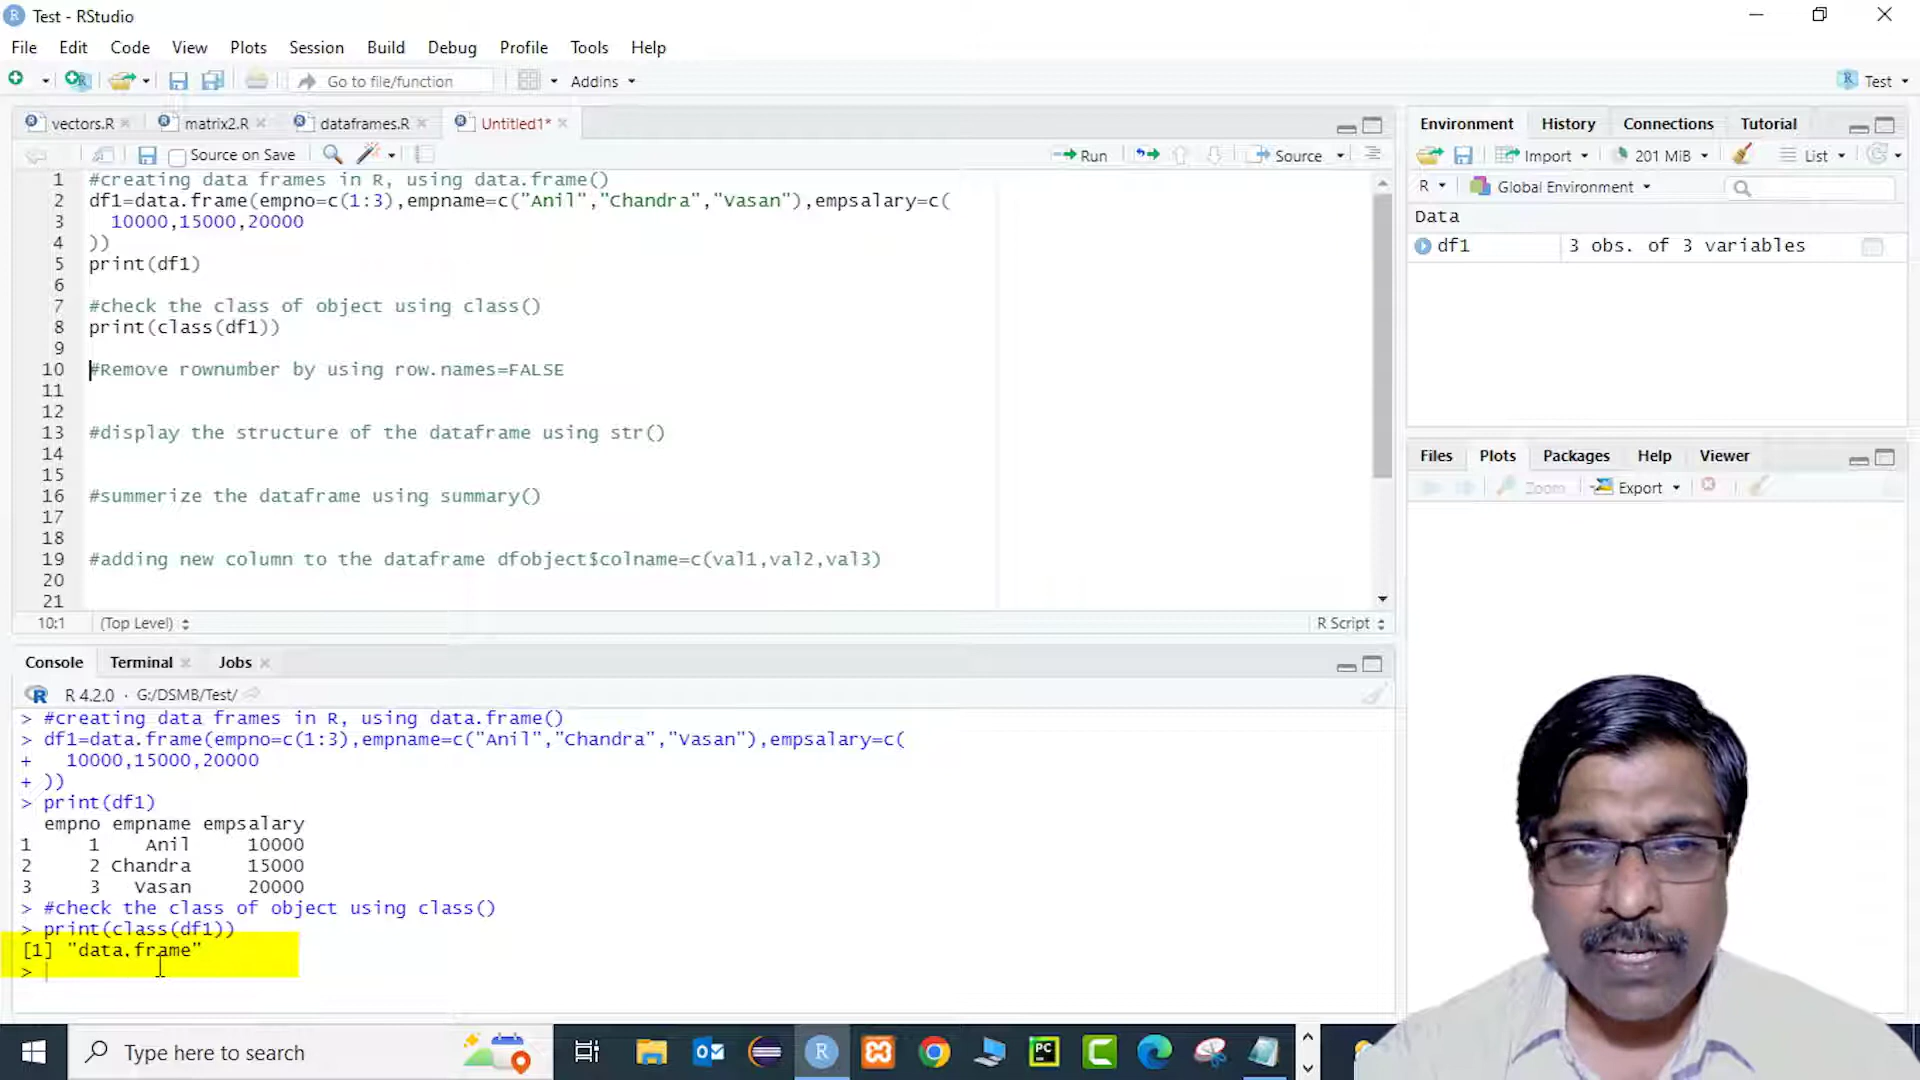 Test - RStudio
File Edit Code View Plots Session Build Debug Profile Tools Help
Go to file/function Addins Test
vectors.R matrix2.R dataframes.R Untitled1*
Source on Save Run Source
1 #creating data frames in R, using data.frame()
2 df1=data.frame(empno=c(1:3),empname=c("Anil","Chandra","Vasan"),empsalary=c(
3 10000,15000,20000
4 ))
5 print(df1)
6
7 #check the class of object using class()
8 print(class(df1))
9
10 #Remove rownumber by using row.names=FALSE
11
12
13 #display the structure of the dataframe using str()
14
15
16 #summerize the dataframe using summary()
17
18
19 #adding new column to the dataframe dfobject$colname=c(val1,val2,val3)
20
21
10:1 (Top Level) R Script
Console Terminal Jobs
R 4.2.0 · G:/DSMB/Test/
> #creating data frames in R, using data.frame()
> df1=data.frame(empno=c(1:3),empname=c("Anil","Chandra","Vasan"),empsalary=c(
+ 10000,15000,20000
+ ))
> print(df1)
empno empname empsalary
1 1 Anil 10000
2 2 Chandra 15000
3 3 Vasan 20000
> #check the class of object using class()
> print(class(df1))
[1] "data.frame"
>
Environment History Connections Tutorial
Import 201 MiB List
R Global Environment
Data
df1 3 obs. of 3 variables
Files Plots Packages Help Viewer
Zoom Export
Type here to search